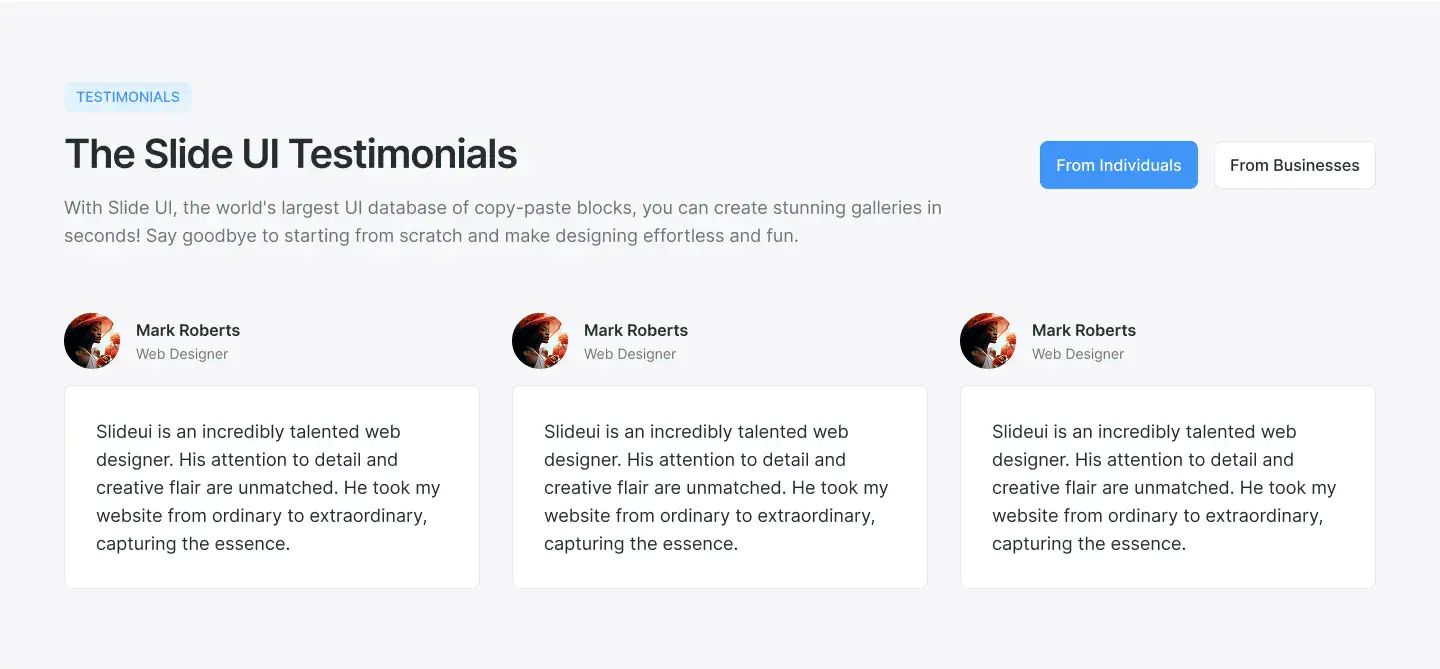 TESTIMONIALS
The Slide UI Testimonials
With Slide UI, the world's largest UI database of copy-paste blocks, you can create stunning galleries in
seconds! Say goodbye to starting from scratch and make designing effortless and fun.
From Individuals
From Businesses
Mark Roberts
Web Designer
Slideui is an incredibly talented web
designer. His attention to detail and
creative flair are unmatched. He took my
website from ordinary to extraordinary,
capturing the essence.
Mark Roberts
Web Designer
Slideui is an incredibly talented web
designer. His attention to detail and
creative flair are unmatched. He took my
website from ordinary to extraordinary,
capturing the essence.
Mark Roberts
Web Designer
Slideui is an incredibly talented web
designer. His attention to detail and
creative flair are unmatched. He took my
website from ordinary to extraordinary,
capturing the essence.